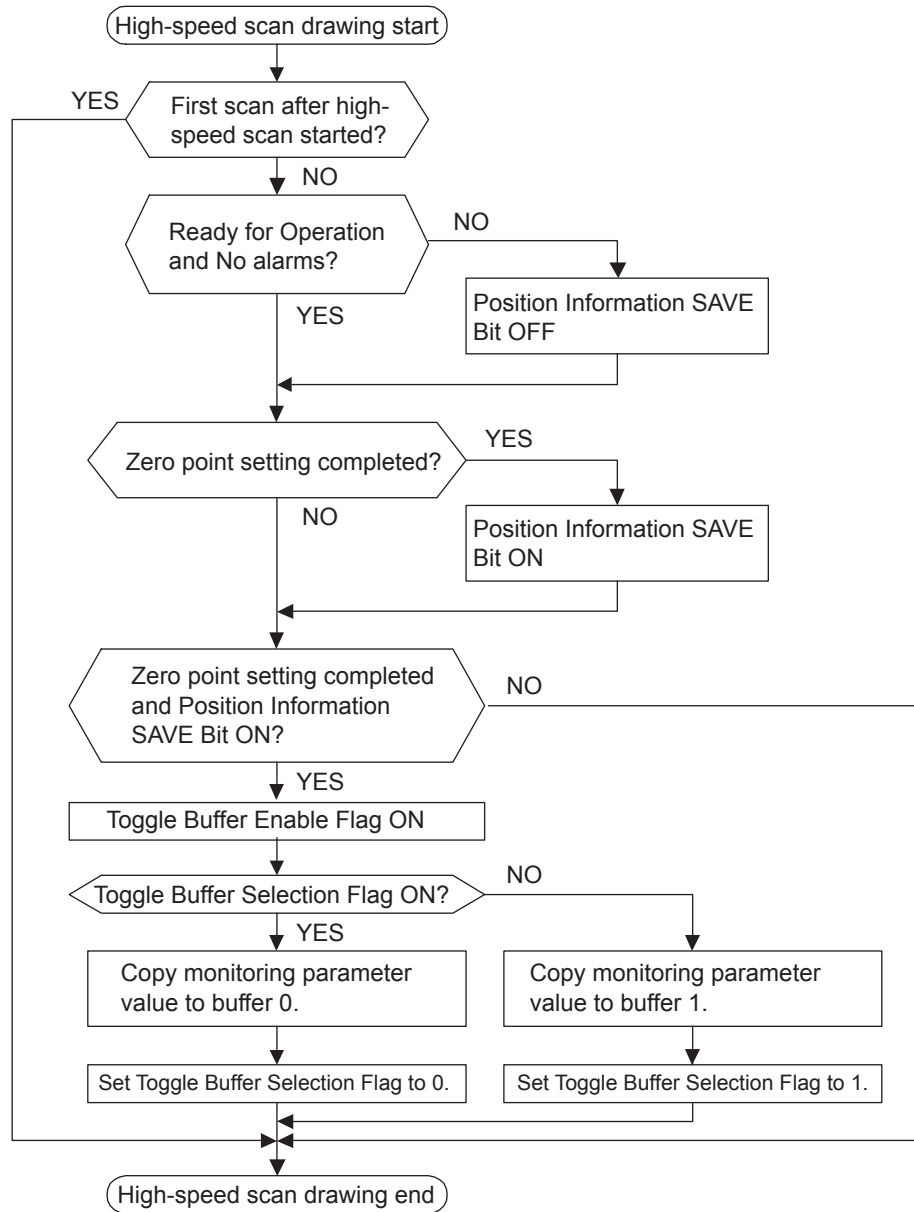 High-speed scan drawing start
YES
First scan after high-
speed scan started?
NO
Ready for Operation
and No alarms?
NO
YES
Position Information SAVE
Bit OFF
Zero point setting completed?
YES
NO
Position Information SAVE
Bit ON
Zero point setting completed
and Position Information
SAVE Bit ON?
NO
YES
Toggle Buffer Enable Flag ON
Toggle Buffer Selection Flag ON?
NO
YES
Copy monitoring parameter
value to buffer 0.
Copy monitoring parameter
value to buffer 1.
Set Toggle Buffer Selection Flag to 0.
Set Toggle Buffer Selection Flag to 1.
High-speed scan drawing end